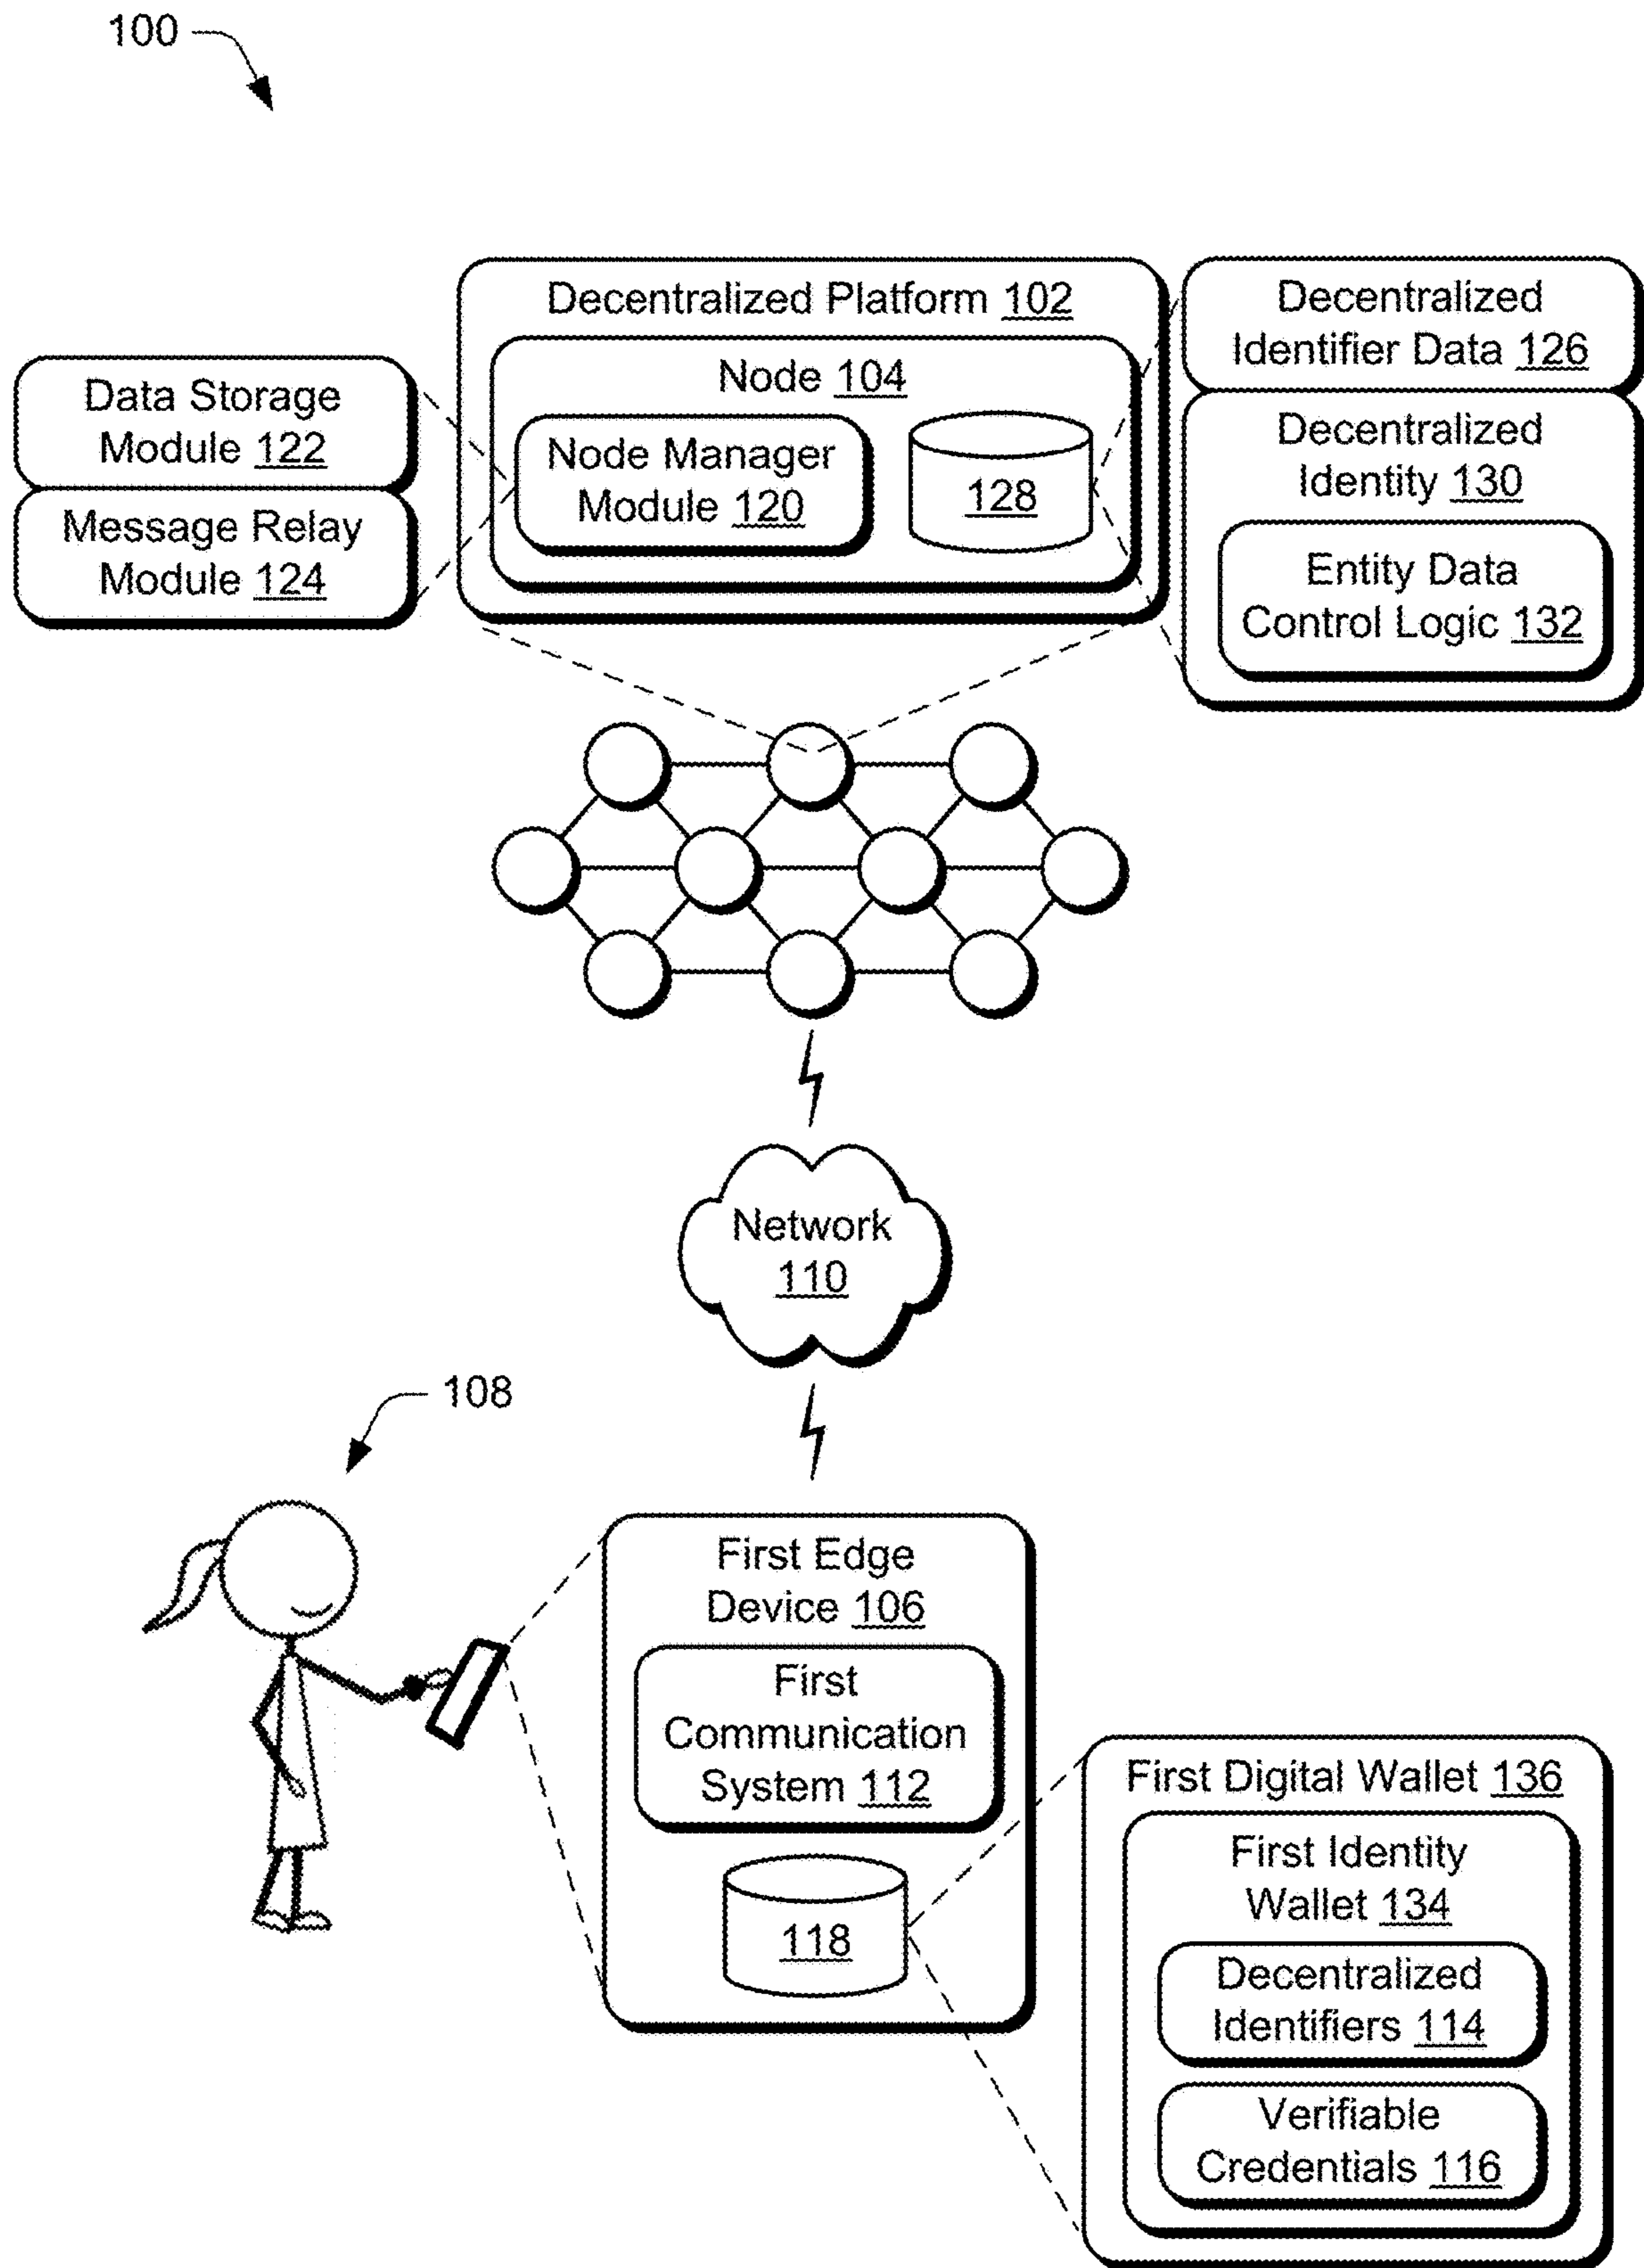 100
Decentralized Platform 102
Node 104
Node Manager
Module 120
128
Data Storage
Module 122
Message Relay
Module 124
Decentralized
Identifier Data 126
Decentralized
Identity 130
Entity Data
Control Logic 132
Network
110
108
First Edge
Device 106
First
Communication
System 112
118
First Digital Wallet 136
First Identity
Wallet 134
Decentralized
Identifiers 114
Verifiable
Credentials 116